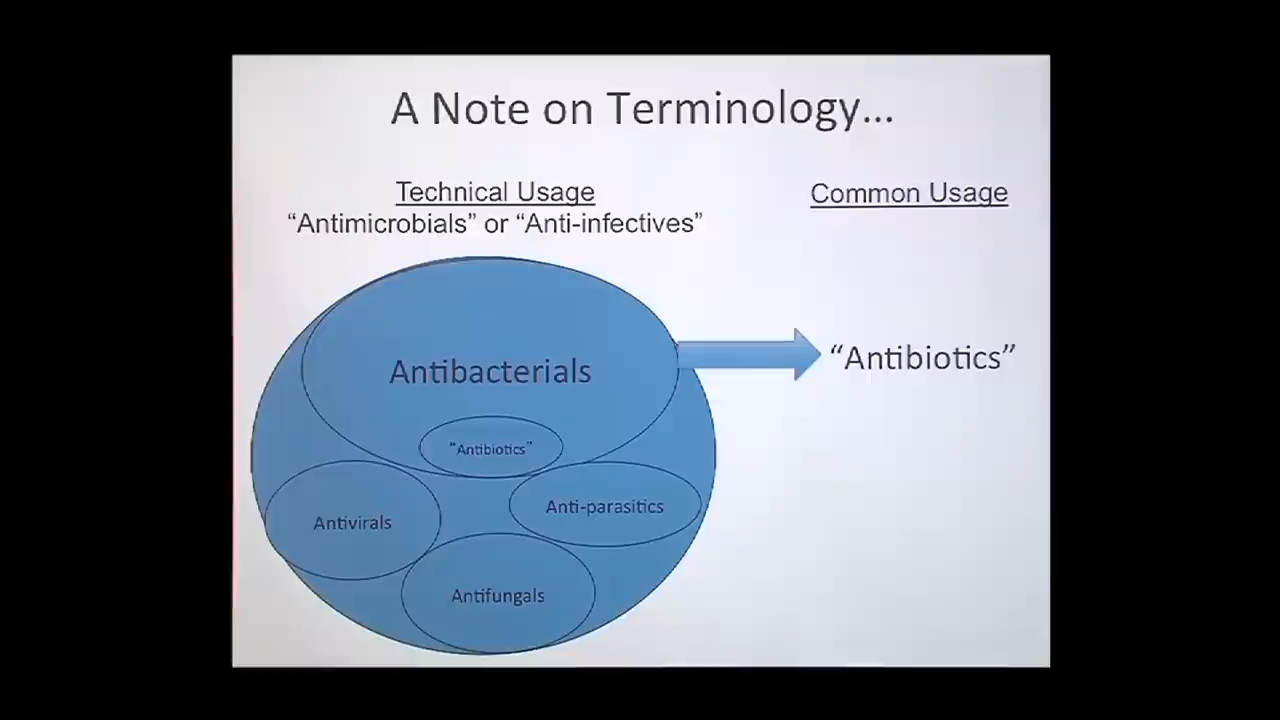 A Note on Terminology...
Technical Usage
“Antimicrobials” or “Anti-infectives”
Common Usage
Antibacterials
“Antibiotics”
“Antibiotics”
Antivirals
Anti-parasitics
Antifungals